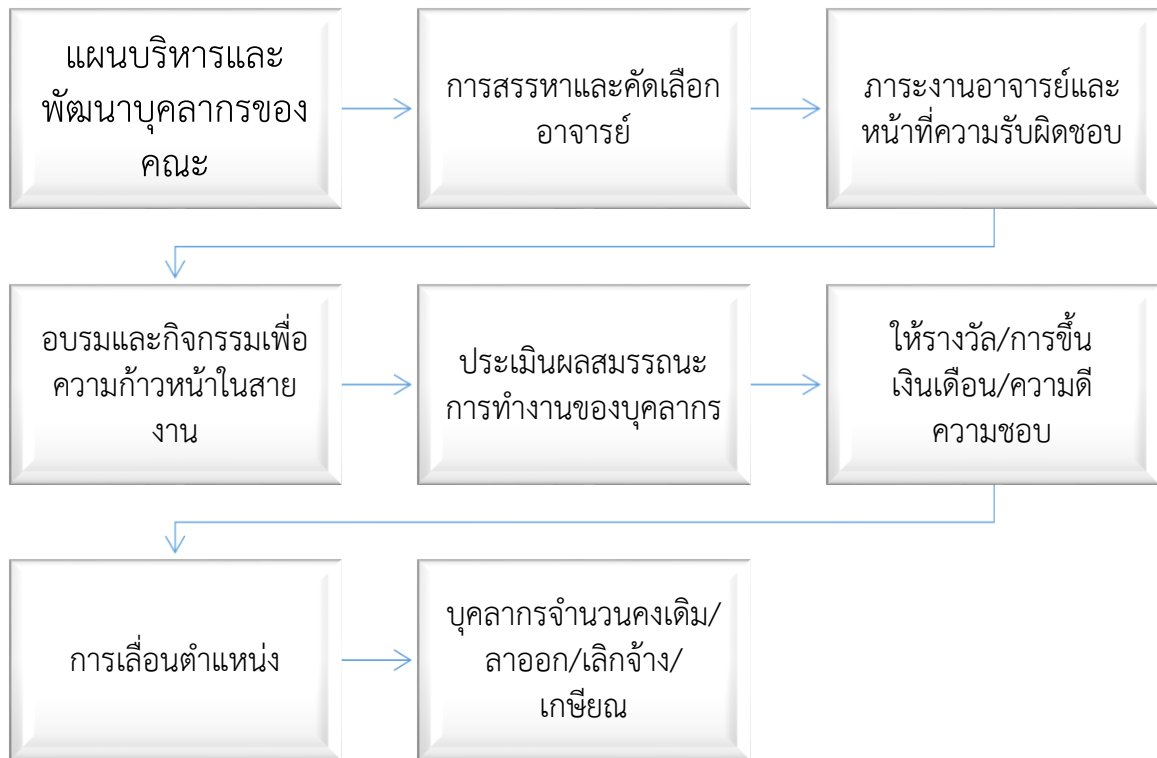 แผนบริหารและ
พัฒนาบุคลากรของ
คณะ
การสรรหาและคัดเลือก
อาจารย์
ภาระงานอาจารย์และ
หน้าที่ความรับผิดชอบ
อบรมและกิจกรรมเพื่อ
ความก้าวหน้าในสาย
งาน
ประเมินผลสมรรถนะ
การทำงานของบุคลากร
ให้รางวัล/การขึ้น
เงินเดือน/ความดี
ความชอบ
การเลื่อนตำแหน่ง
บุคลากรจำนวนคงเดิม/
ลาออก/เลิกจ้าง/
เกษียณ